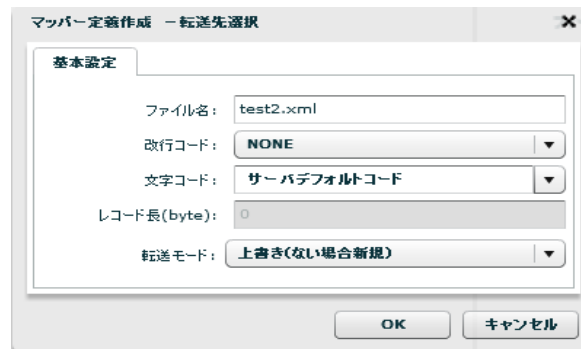 マッパー定義作成 －転送先選択
基本設定
ファイル名: test2.xml
改行コード: NONE
文字コード: サーバデフォルトコード
レコード長(byte): 0
転送モード: 上書き(ない場合新規)
OK キャンセル